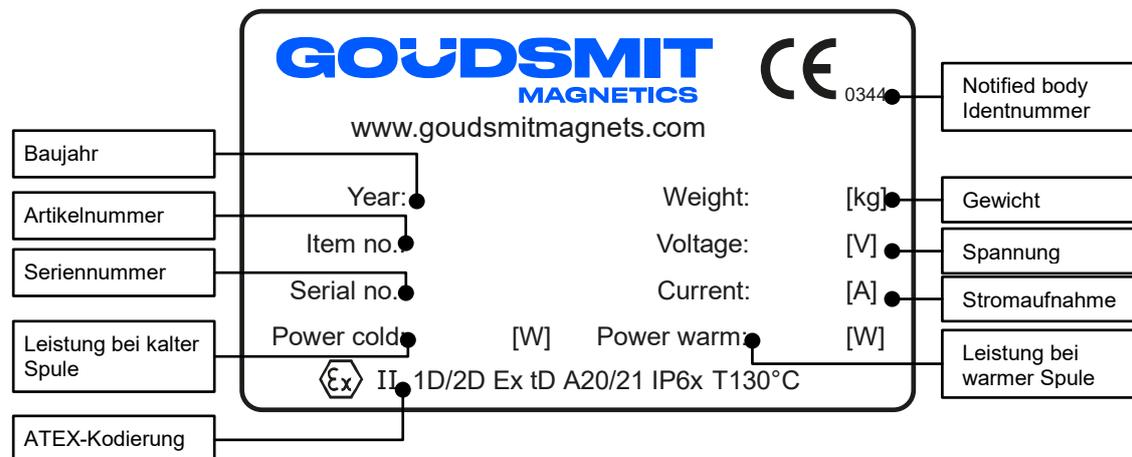 GOUDSMIT
MAGNETICS
CE 0344
www.goudsmitmagnets.com
Year:
Weight: [kg]
Item no.:
Voltage: [V]
Serial no.:
Current: [A]
Power cold: [W]
Power warm: [W]
Ex II 1D/2D Ex tD A20/21 IP6x T130°C
Baujahr
Artikelnummer
Seriennummer
Leistung bei kalter
Spule
ATEX-Kodierung
Notified body
Identnummer
Gewicht
Spannung
Stromaufnahme
Leistung bei
warmer Spule